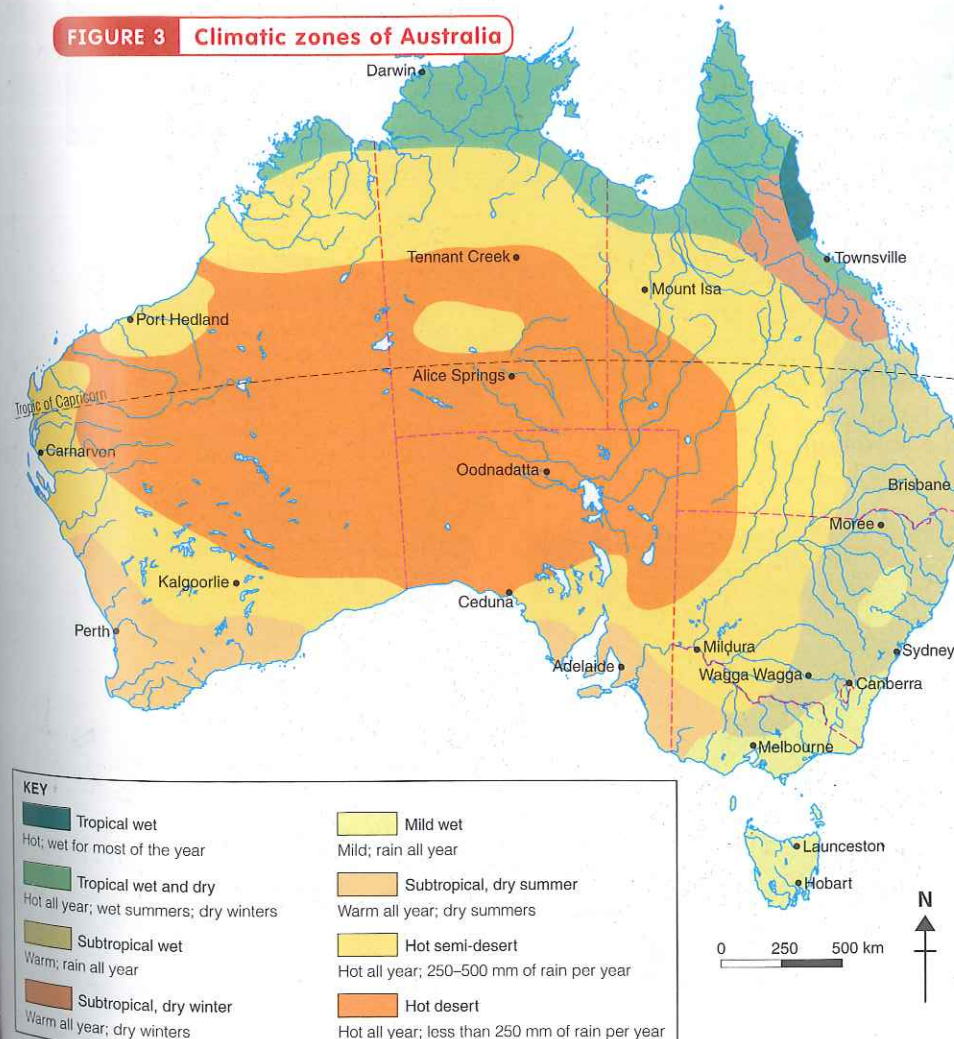 FIGURE 3 Climatic zones of Australia
Darwin
Tennant Creek
Townsville
Mount Isa
Port Hedland
Alice Springs
Tropic of Capricorn
Carnarvon
Oodnadatta
Brisbane
Moree
Kalgoorlie
Ceduna
Perth
Mildura
Sydney
Adelaide
Wagga Wagga
Canberra
Melbourne
Launceston
Hobart
KEY
Tropical wet
Hot; wet for most of the year
Tropical wet and dry
Hot all year; wet summers; dry winters
Subtropical wet
Warm; rain all year
Subtropical, dry winter
Warm all year; dry winters
Mild wet
Mild; rain all year
Subtropical, dry summer
Warm all year; dry summers
Hot semi-desert
Hot all year; 250–500 mm of rain per year
Hot desert
Hot all year; less than 250 mm of rain per year
N
0 250 500 km